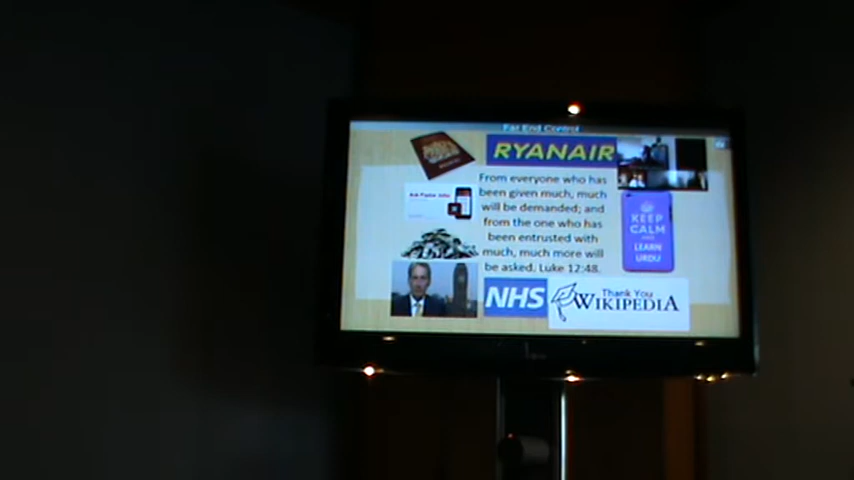 Far End Control
RYANAIR
From everyone who has
been given much, much
will be demanded; and
from the one who has
been entrusted with
much, much more will
be asked. Luke 12:48.
KEEP
CALM
AND
LEARN
URDU
NHS
Thank You
WIKIPEDIA